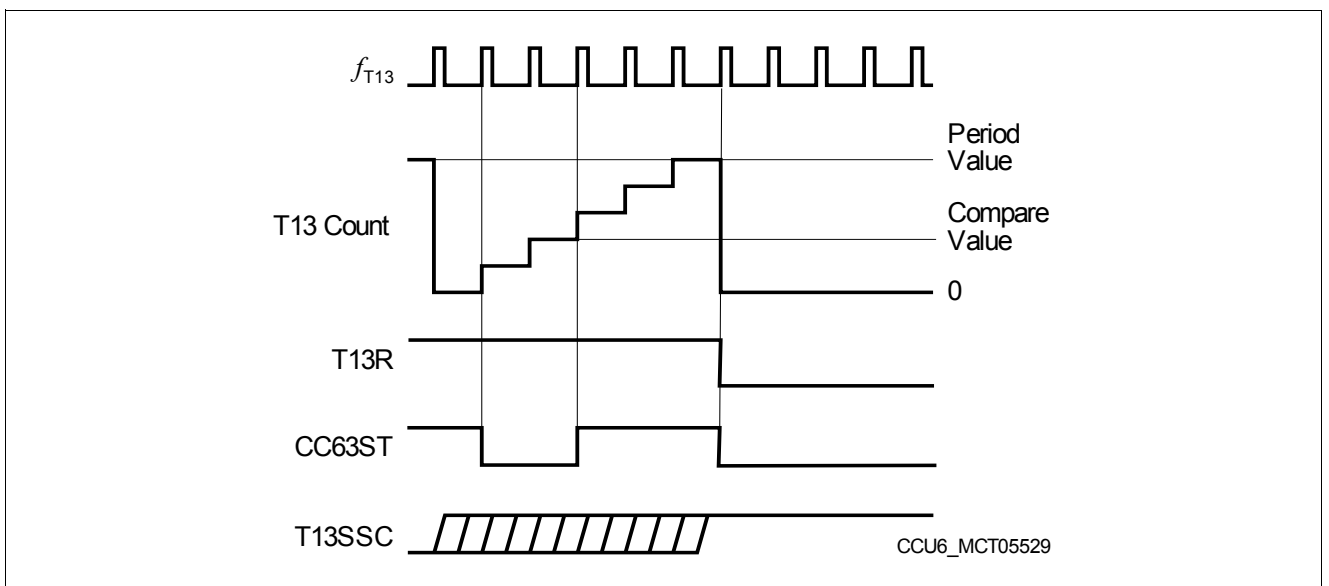 fT13
Period
Value
T13 Count
Compare
Value
0
T13R
CC63ST
T13SSC
CCU6_MCT05529